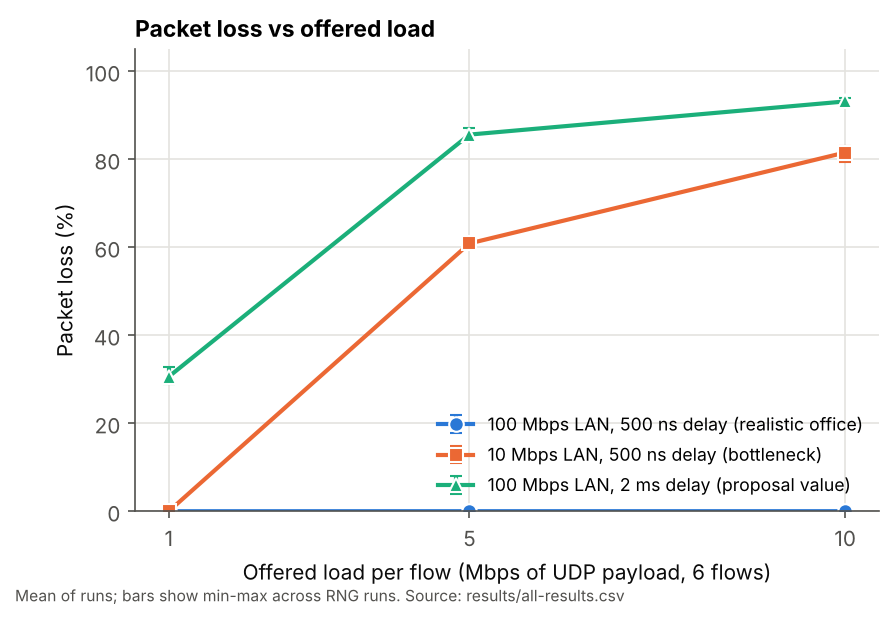 Packet loss vs offered load
Packet loss (%)
100
80
60
40
20
0
100 Mbps LAN, 500 ns delay (realistic office)
10 Mbps LAN, 500 ns delay (bottleneck)
100 Mbps LAN, 2 ms delay (proposal value)
1 5 10
Offered load per flow (Mbps of UDP payload, 6 flows)
Mean of runs; bars show min-max across RNG runs. Source: results/all-results.csv